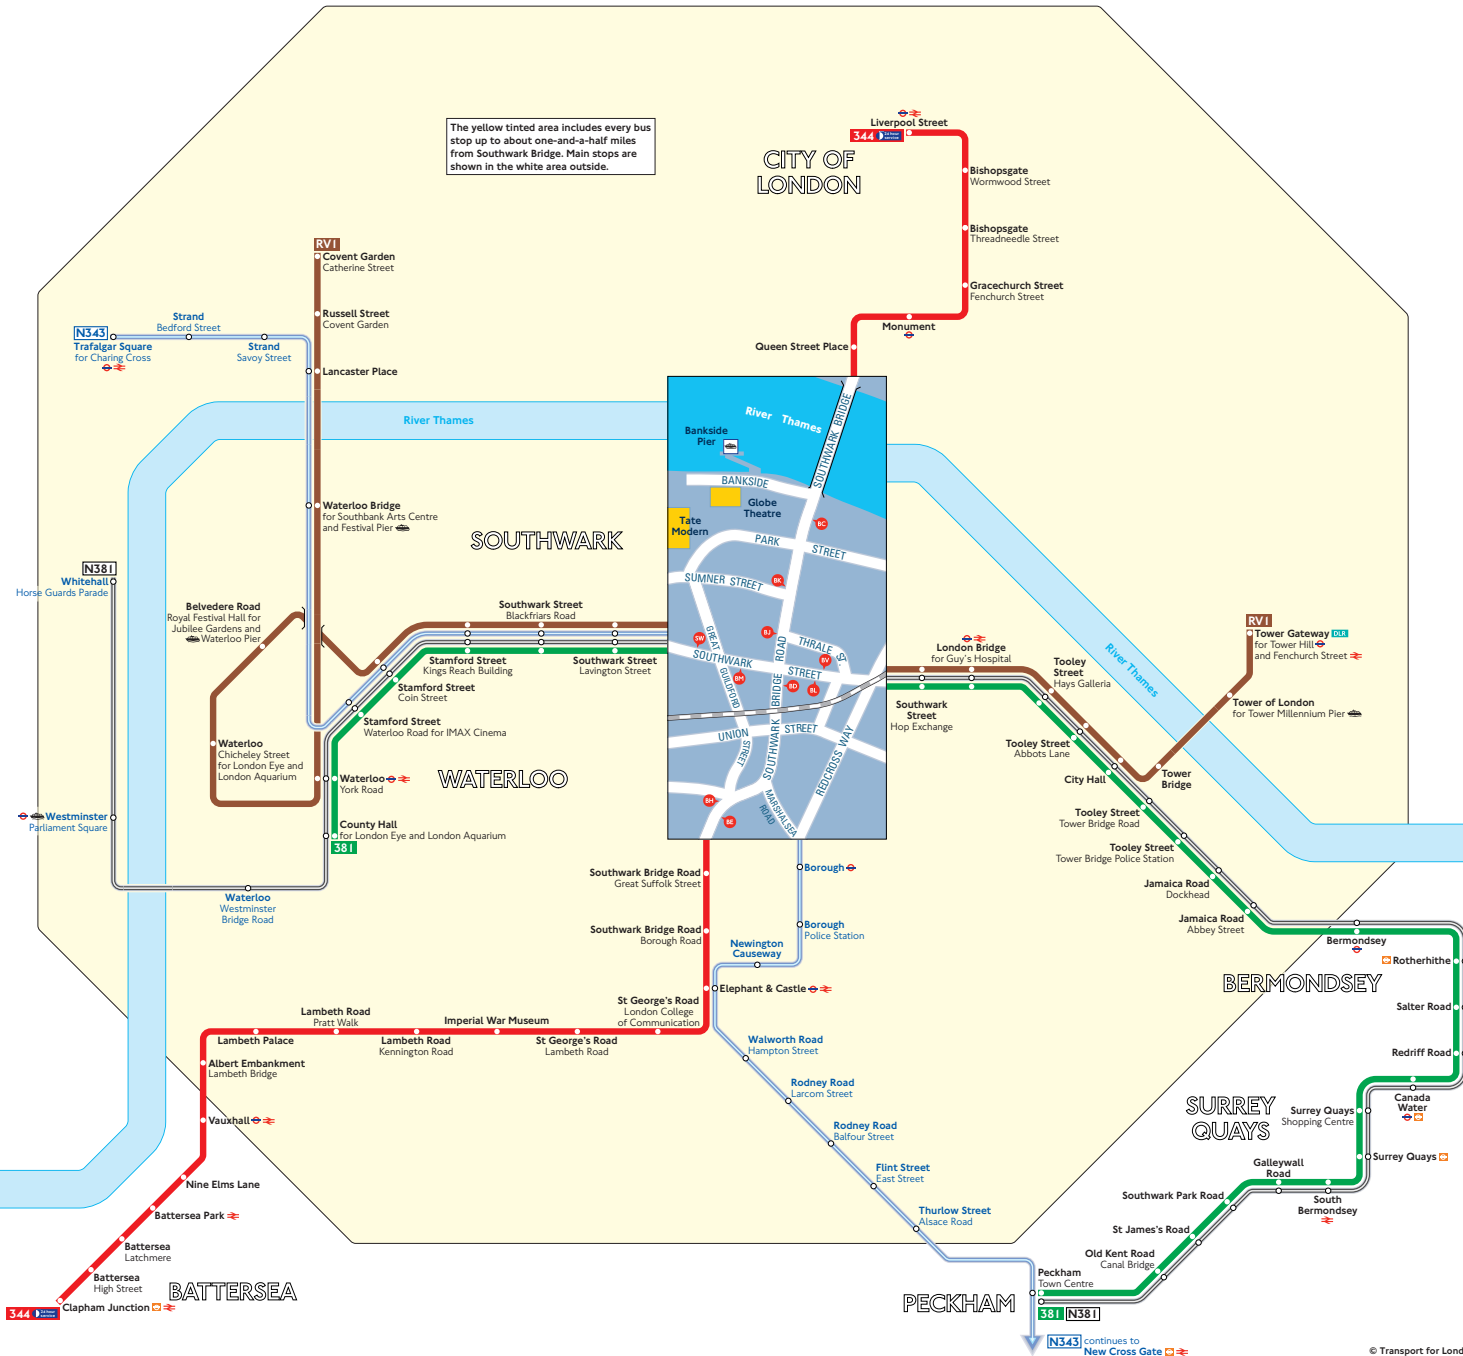 The yellow tinted area includes every bus
stop up to about one-and-a-half miles
from Southwark Bridge. Main stops are
shown in the white area outside.
Liverpool Street
344 24 hour service
CITY OF
LONDON
Bishopsgate
Wormwood Street
Bishopsgate
Threadneedle Street
Gracechurch Street
Fenchurch Street
Monument
Queen Street Place
RV1
Covent Garden
Catherine Street
Russell Street
Covent Garden
Lancaster Place
Strand
Bedford Street
Strand
Savoy Street
N343
Trafalgar Square
for Charing Cross
River Thames
Waterloo Bridge
for Southbank Arts Centre
and Festival Pier
SOUTHWARK
N381
Whitehall
Horse Guards Parade
Belvedere Road
Royal Festival Hall for
Jubilee Gardens and
Waterloo Pier
Southwark Street
Blackfriars Road
Stamford Street
Kings Reach Building
Southwark Street
Lavington Street
Stamford Street
Coin Street
Stamford Street
Waterloo Road for IMAX Cinema
Waterloo
Chicheley Street
for London Eye and
London Aquarium
Waterloo
York Road
WATERLOO
Westminster
Parliament Square
County Hall
for London Eye and London Aquarium
381
Waterloo
Westminster
Bridge Road
River Thames
Bankside
Pier
SOUTHWARK BRIDGE
BANKSIDE
Globe
Theatre
Tate
Modern
BC
PARK STREET
SUMNER STREET
BK
BJ
SW
GREAT GUILDFORD STREET
THRALE ST.
SOUTHWARK STREET
BV
BM
BD
BL
SOUTHWARK BRIDGE ROAD
UNION STREET
REDCROSS WAY
MARSHALSEA
ROAD
BH
BE
London Bridge
for Guy's Hospital
Southwark
Street
Hop Exchange
Tooley
Street
Hays Galleria
River Thames
RV1
Tower Gateway DLR
for Tower Hill
and Fenchurch Street
Tower of London
for Tower Millennium Pier
Tooley Street
Abbots Lane
City Hall
Tower
Bridge
Tooley Street
Tower Bridge Road
Tooley Street
Tower Bridge Police Station
Jamaica Road
Dockhead
Jamaica Road
Abbey Street
Bermondsey
BERMONDSEY
Rotherhithe
Salter Road
Redriff Road
Canada
Water
SURREY
QUAYS
Surrey Quays
Shopping Centre
Surrey Quays
Galleywall
Road
South
Bermondsey
Southwark Park Road
St James's Road
Old Kent Road
Canal Bridge
Peckham
Town Centre
PECKHAM
381 N381
N343 continues to
New Cross Gate
Southwark Bridge Road
Great Suffolk Street
Southwark Bridge Road
Borough Road
Borough
Borough
Police Station
Newington
Causeway
Elephant & Castle
St George's Road
London College
of Communication
Walworth Road
Hampton Street
Rodney Road
Larcom Street
Rodney Road
Balfour Street
Flint Street
East Street
Thurlow Street
Alsace Road
St George's Road
Lambeth Road
Imperial War Museum
Lambeth Road
Kennington Road
Lambeth Road
Pratt Walk
Lambeth Palace
Albert Embankment
Lambeth Bridge
Vauxhall
Nine Elms Lane
Battersea Park
Battersea
Latchmere
Battersea
High Street
BATTERSEA
344 24 hour service
Clapham Junction
© Transport for Lond